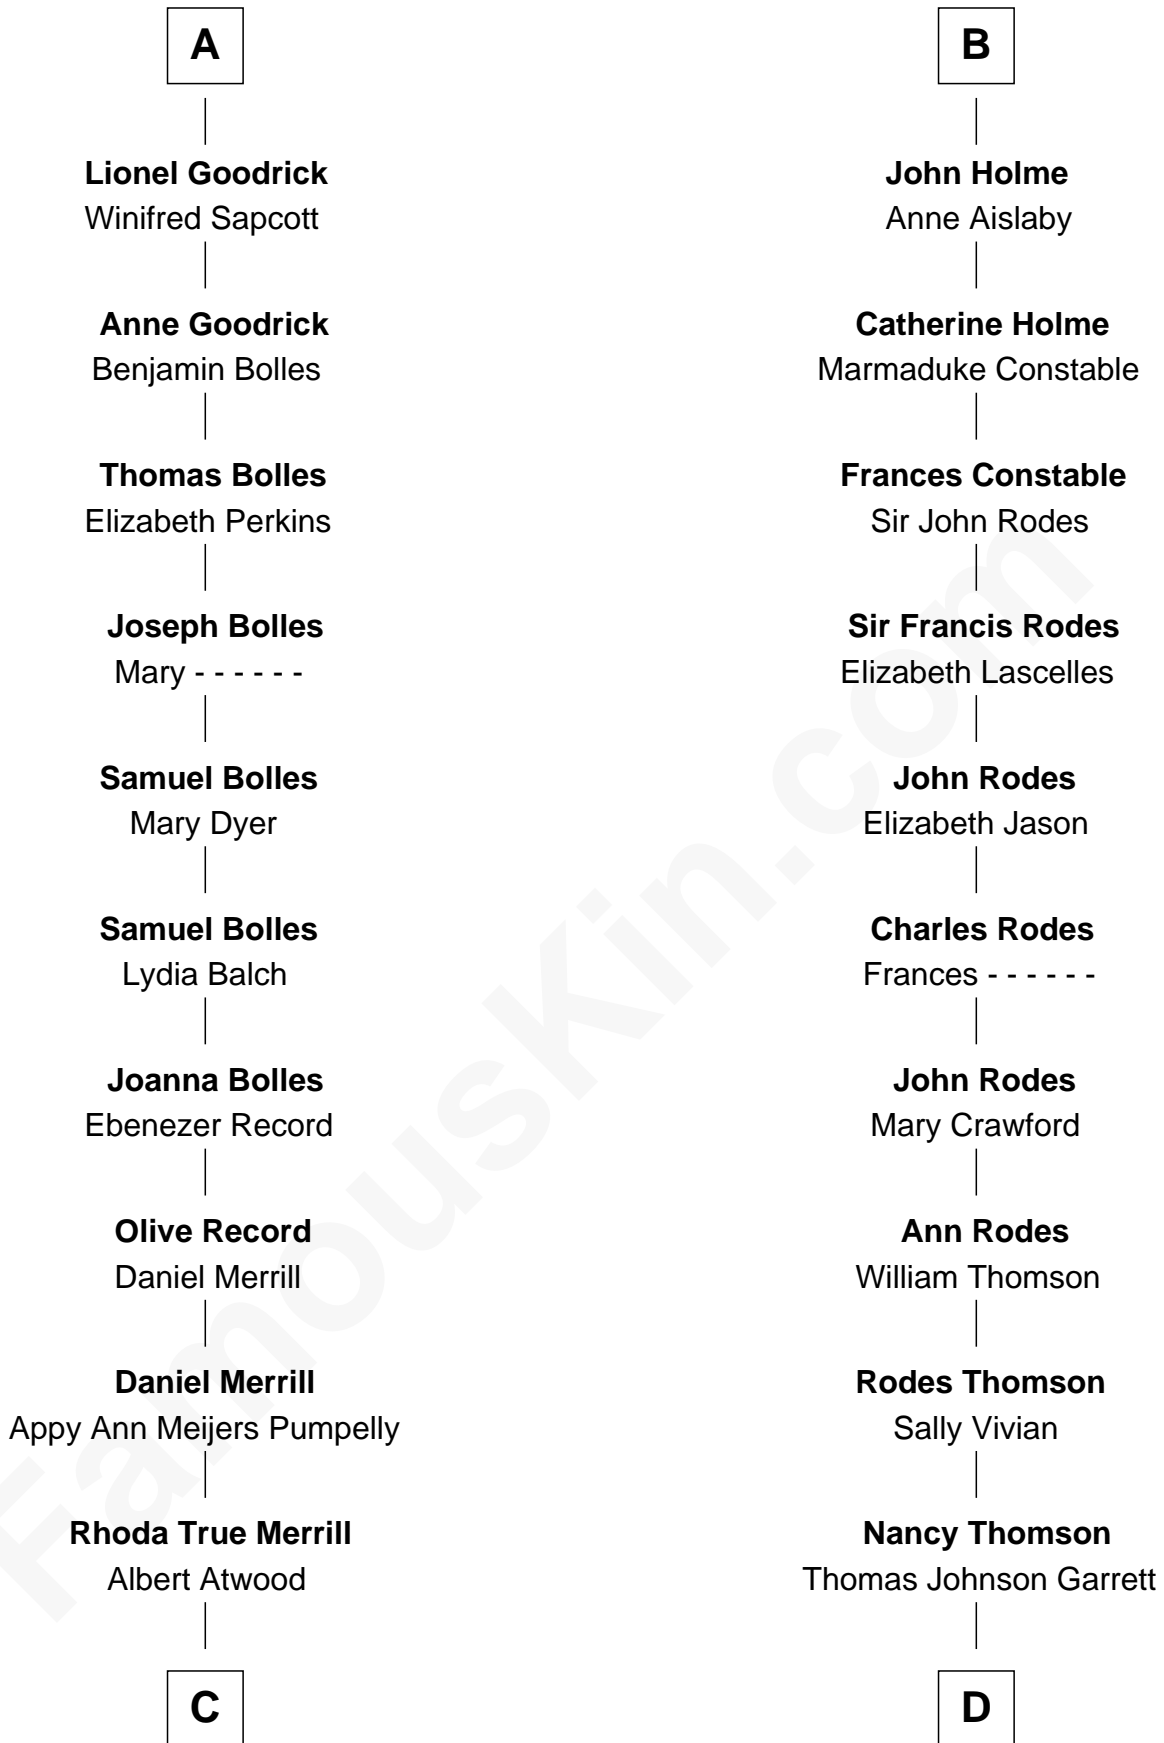 A
Lionel Goodrick
Winifred Sapcott
Anne Goodrick
Benjamin Bolles
Thomas Bolles
Elizabeth Perkins
Joseph Bolles
Mary - - - - - -
Samuel Bolles
Mary Dyer
Samuel Bolles
Lydia Balch
Joanna Bolles
Ebenezer Record
Olive Record
Daniel Merrill
Daniel Merrill
Appy Ann Meijers Pumpelly
Rhoda True Merrill
Albert Atwood
C
B
John Holme
Anne Aislaby
Catherine Holme
Marmaduke Constable
Frances Constable
Sir John Rodes
Sir Francis Rodes
Elizabeth Lascelles
John Rodes
Elizabeth Jason
Charles Rodes
Frances - - - - - -
John Rodes
Mary Crawford
Ann Rodes
William Thomson
Rodes Thomson
Sally Vivian
Nancy Thomson
Thomas Johnson Garrett
D
FamousKin.com